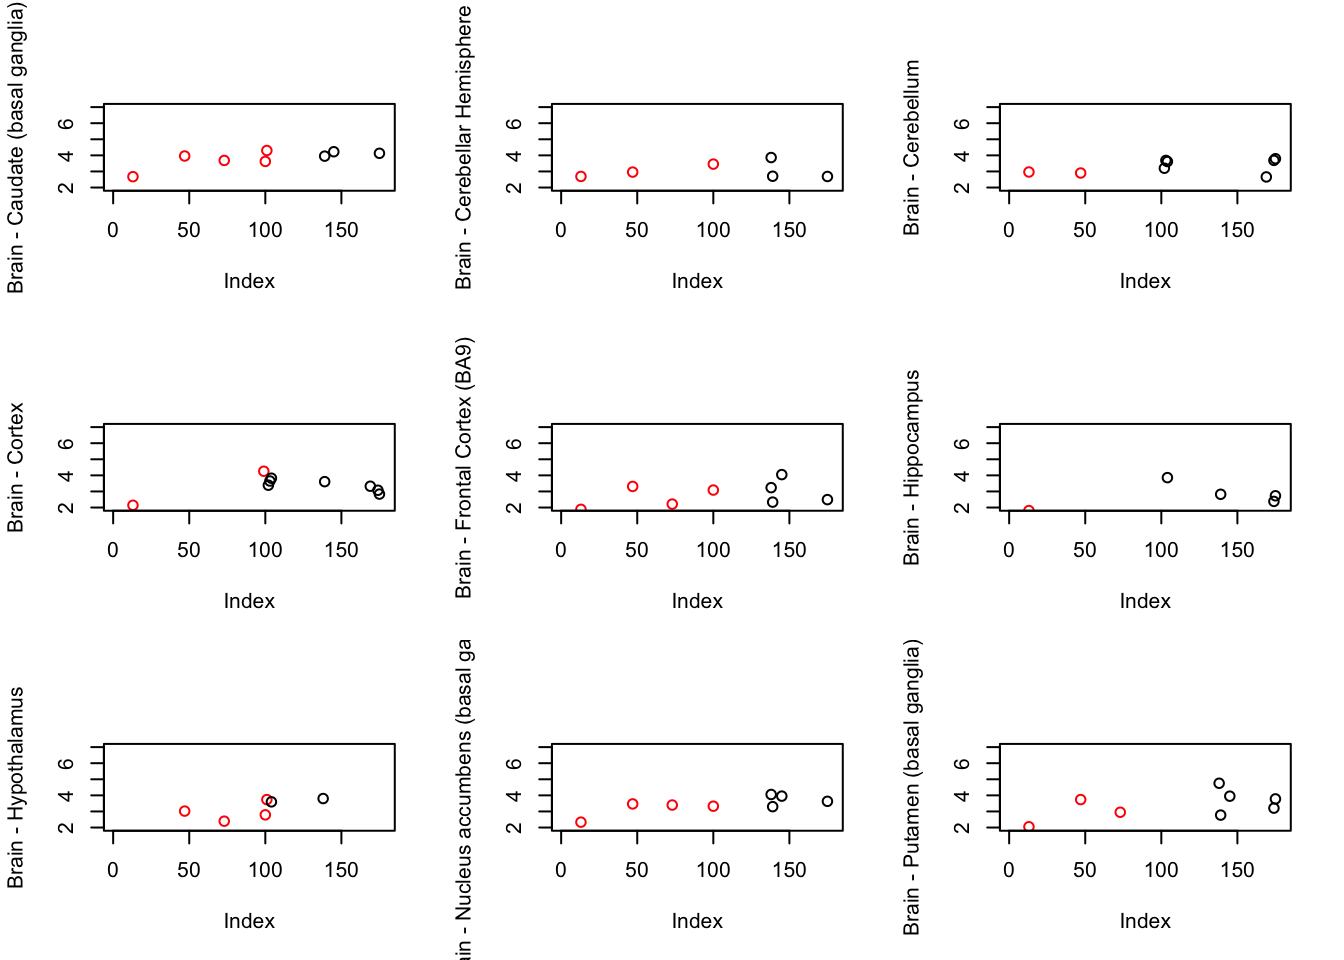 Brain - Caudate (basal ganglia)
2 4 6
0 50 100 150
Index
Brain - Cerebellar Hemisphere
2 4 6
0 50 100 150
Index
Brain - Cerebellum
2 4 6
0 50 100 150
Index
Brain - Cortex
2 4 6
0 50 100 150
Index
Brain - Frontal Cortex (BA9)
2 4 6
0 50 100 150
Index
Brain - Hippocampus
2 4 6
0 50 100 150
Index
Brain - Hypothalamus
2 4 6
0 50 100 150
Index
ain - Nucleus accumbens (basal ga
2 4 6
0 50 100 150
Index
Brain - Putamen (basal ganglia)
2 4 6
0 50 100 150
Index